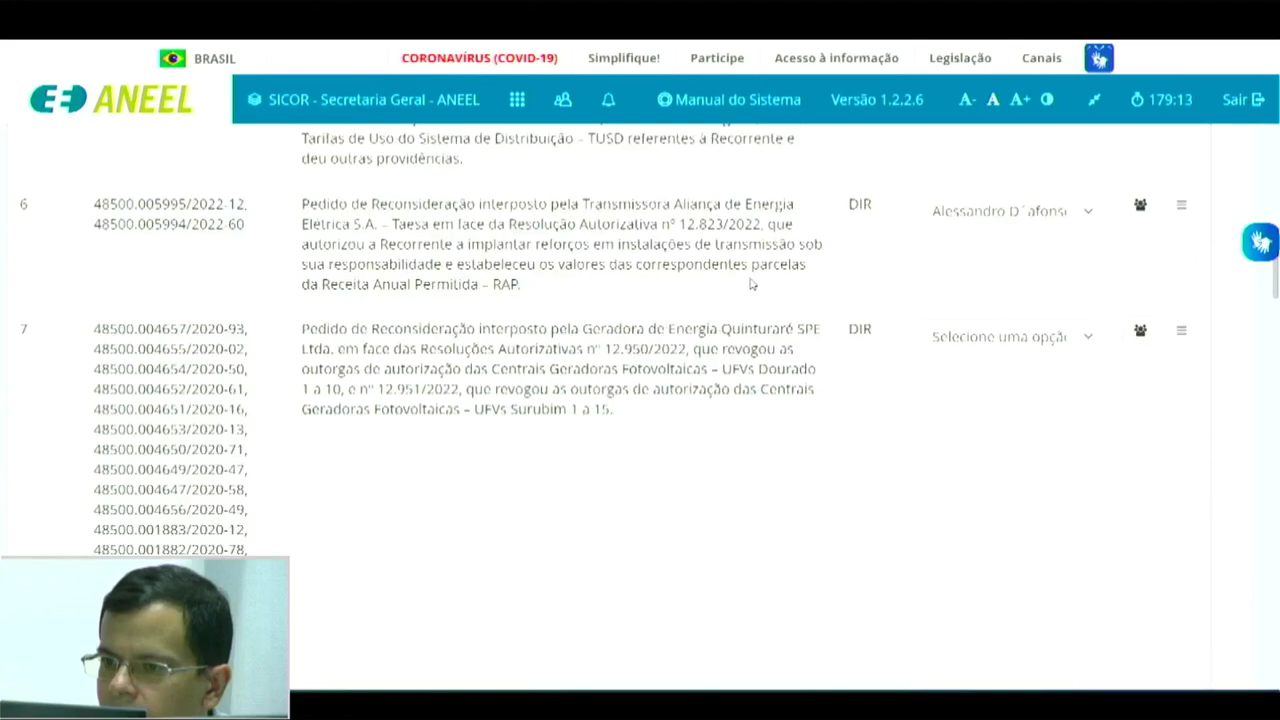 BRASIL
CORONAVÍRUS (COVID-19)
Simplifique!
Participe
Acesso à informação
Legislação
Canais
ANEEL
SICOR - Secretaria Geral - ANEEL
Manual do Sistema
Versão 1.2.2.6
A-
A
A+
179:13
Sair
Tarifas de Uso do Sistema de Distribuição – TUSD referentes à Recorrente e
deu outras providências.
6
48500.005995/2022-12,
48500.005994/2022-60
Pedido de Reconsideração interposto pela Transmissora Aliança de Energia
Elétrica S.A. – Taesa em face da Resolução Autorizativa nº 12.823/2022, que
autorizou a Recorrente a implantar reforços em instalações de transmissão sob
sua responsabilidade e estabeleceu os valores das correspondentes parcelas
da Receita Anual Permitida – RAP.
DIR
Alessandro D´afonso
7
48500.004657/2020-93,
48500.004655/2020-02,
48500.004654/2020-50,
48500.004652/2020-61,
48500.004651/2020-16,
48500.004653/2020-13,
48500.004650/2020-71,
48500.004649/2020-47,
48500.004647/2020-58,
48500.004656/2020-49,
48500.001883/2020-12,
48500.001882/2020-78,
Pedido de Reconsideração interposto pela Geradora de Energia Quinturaré SPE
Ltda. em face das Resoluções Autorizativas nº 12.950/2022, que revogou as
outorgas de autorização das Centrais Geradoras Fotovoltaicas – UFVs Dourado
1 a 10, e nº 12.951/2022, que revogou as outorgas de autorização das Centrais
Geradoras Fotovoltaicas – UFVs Surubim 1 a 15.
DIR
Selecione uma opçã